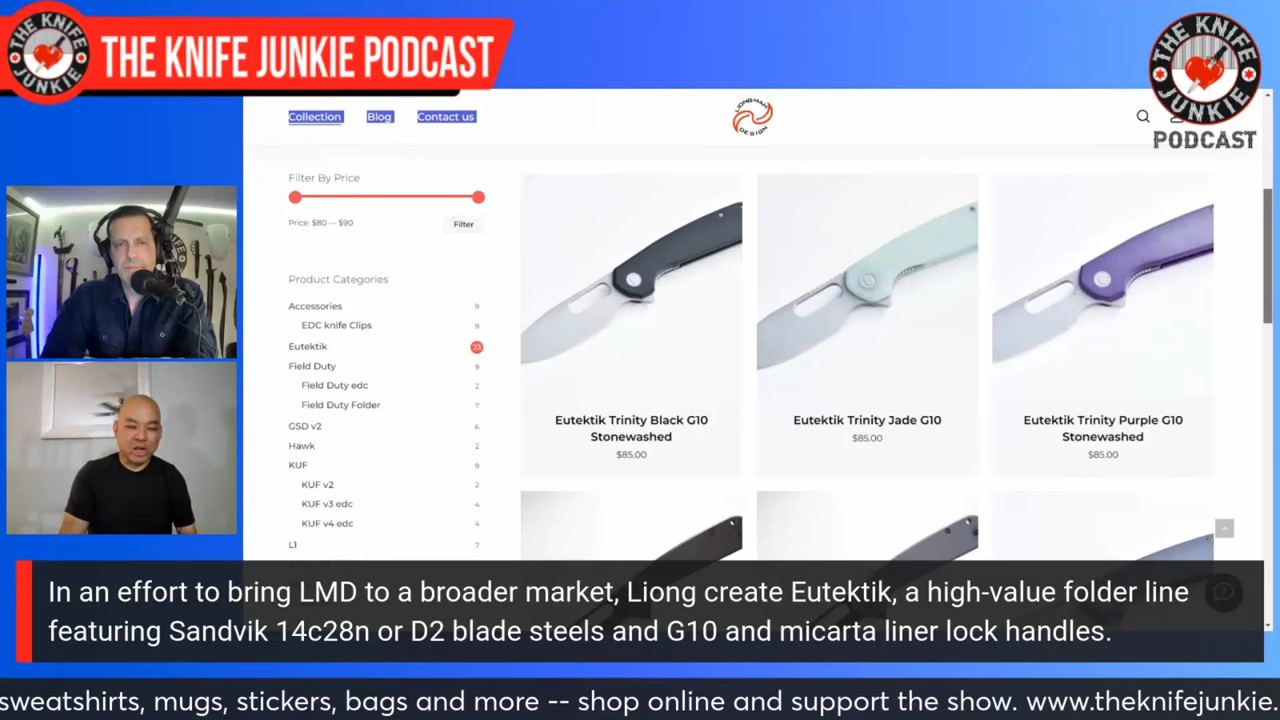 THE KNIFE JUNKIE
THE KNIFE JUNKIE PODCAST
THE KNIFE
JUNKIE
PODCAST
Collection Blog Contact us
LIONG MAH
DESIGN
Filter By Price
Price: $80 — $90
Filter
Product Categories
Accessories 9
EDC knife Clips 9
Eutektik 23
Field Duty 9
Field Duty edc 2
Field Duty Folder 7
GSD v2 6
Hawk 2
KUF 9
KUF v2 2
KUF v3 edc 4
KUF v4 edc 4
L1 7
Eutektik Trinity Black G10
Stonewashed
$85.00
Eutektik Trinity Jade G10
$85.00
Eutektik Trinity Purple G10
Stonewashed
$85.00
In an effort to bring LMD to a broader market, Liong create Eutektik, a high-value folder line
featuring Sandvik 14c28n or D2 blade steels and G10 and micarta liner lock handles.
sweatshirts, mugs, stickers, bags and more -- shop online and support the show. www.theknifejunkie.